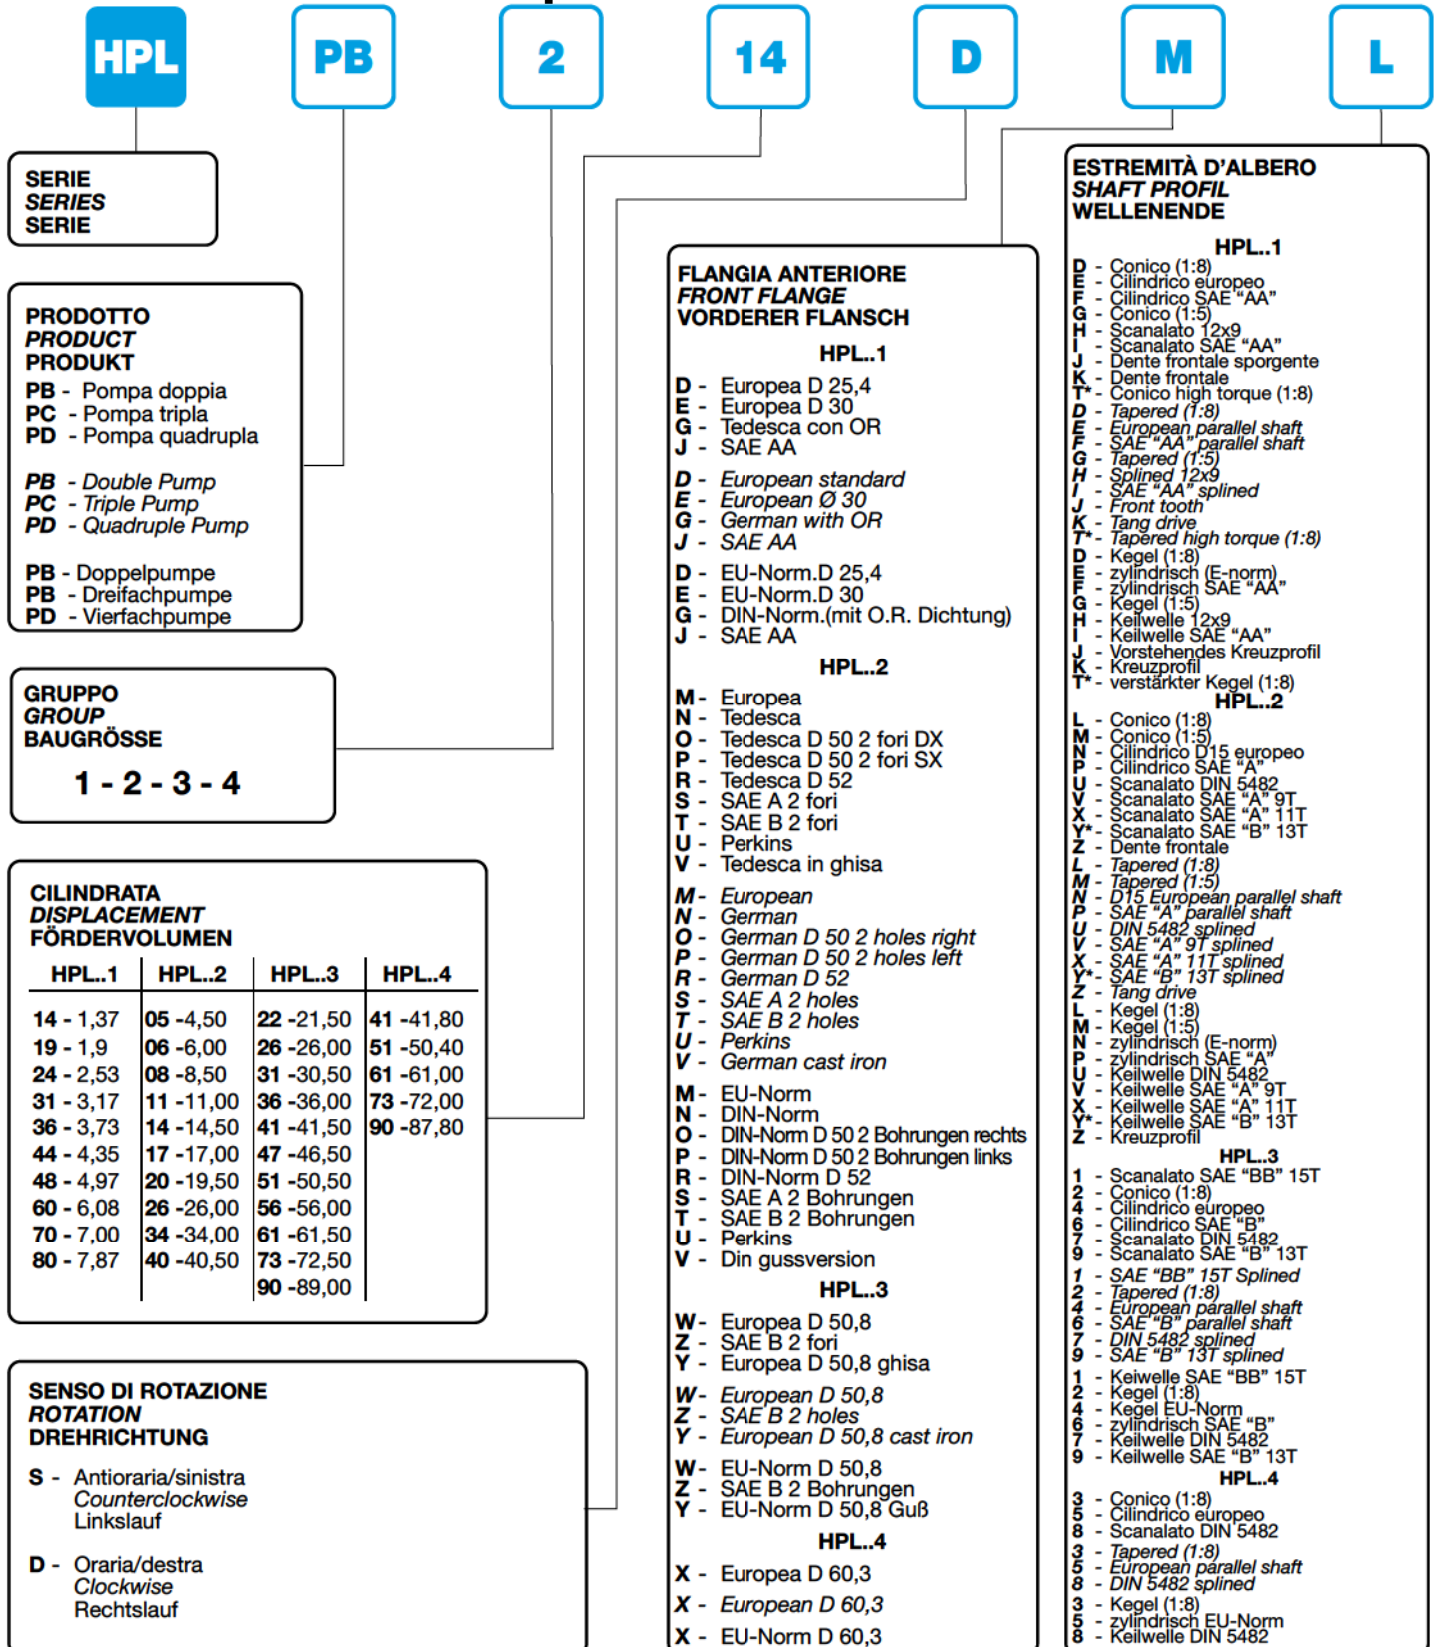 HPL PB 2 14 D M L
SERIE
SERIES
SERIE
PRODOTTO
PRODUCT
PRODUKT
PB - Pompa doppia
PC - Pompa tripla
PD - Pompa quadrupla
PB - Double Pump
PC - Triple Pump
PD - Quadruple Pump
PB - Doppelpumpe
PB - Dreifachpumpe
PD - Vierfachpumpe
GRUPPO
GROUP
BAUGRÖSSE
1 - 2 - 3 - 4
CILINDRATA
DISPLACEMENT
FÖRDERVOLUMEN
HPL..1 HPL..2 HPL..3 HPL..4
14 - 1,37 05 -4,50 22 -21,50 41 -41,80
19 - 1,9 06 -6,00 26 -26,00 51 -50,40
24 - 2,53 08 -8,50 31 -30,50 61 -61,00
31 - 3,17 11 -11,00 36 -36,00 73 -72,00
36 - 3,73 14 -14,50 41 -41,50 90 -87,80
44 - 4,35 17 -17,00 47 -46,50
48 - 4,97 20 -19,50 51 -50,50
60 - 6,08 26 -26,00 56 -56,00
70 - 7,00 34 -34,00 61 -61,50
80 - 7,87 40 -40,50 73 -72,50
90 -89,00
SENSO DI ROTAZIONE
ROTATION
DREHRICHTUNG
S - Antioraria/sinistra
Counterclockwise
Linkslauf
D - Oraria/destra
Clockwise
Rechtslauf
FLANGIA ANTERIORE
FRONT FLANGE
VORDERER FLANSCH
HPL..1
D - Europea D 25,4
E - Europea D 30
G - Tedesca con OR
J - SAE AA
D - European standard
E - European Ø 30
G - German with OR
J - SAE AA
D - EU-Norm.D 25,4
E - EU-Norm.D 30
G - DIN-Norm.(mit O.R. Dichtung)
J - SAE AA
HPL..2
M - Europea
N - Tedesca
O - Tedesca D 50 2 fori DX
P - Tedesca D 50 2 fori SX
R - Tedesca D 52
S - SAE A 2 fori
T - SAE B 2 fori
U - Perkins
V - Tedesca in ghisa
M - European
N - German
O - German D 50 2 holes right
P - German D 50 2 holes left
R - German D 52
S - SAE A 2 holes
T - SAE B 2 holes
U - Perkins
V - German cast iron
M - EU-Norm
N - DIN-Norm
O - DIN-Norm D 50 2 Bohrungen rechts
P - DIN-Norm D 50 2 Bohrungen links
R - DIN-Norm D 52
S - SAE A 2 Bohrungen
T - SAE B 2 Bohrungen
U - Perkins
V - Din gussversion
HPL..3
W - Europea D 50,8
Z - SAE B 2 fori
Y - Europea D 50,8 ghisa
W - European D 50,8
Z - SAE B 2 holes
Y - European D 50,8 cast iron
W - EU-Norm D 50,8
Z - SAE B 2 Bohrungen
Y - EU-Norm D 50,8 Guß
HPL..4
X - Europea D 60,3
X - European D 60,3
X - EU-Norm D 60,3
ESTREMITÀ D'ALBERO
SHAFT PROFIL
WELLENENDE
HPL..1
D - Conico (1:8)
E - Cilindrico europeo
F - Cilindrico SAE "AA"
G - Conico (1:5)
H - Scanalato 12x9
I - Scanalato SAE "AA"
J - Dente frontale sporgente
K - Dente frontale
T* - Conico high torque (1:8)
D - Tapered (1:8)
E - European parallel shaft
F - SAE "AA" parallel shaft
G - Tapered (1:5)
H - Splined 12x9
I - SAE "AA" splined
J - Front tooth
K - Tang drive
T* - Tapered high torque (1:8)
D - Kegel (1:8)
E - zylindrisch (E-norm)
F - zylindrisch SAE "AA"
G - Kegel (1:5)
H - Keilwelle 12x9
I - Keilwelle SAE "AA"
J - Vorstehendes Kreuzprofil
K - Kreuzprofil
T* - verstärkter Kegel (1:8)
HPL..2
L - Conico (1:8)
M - Conico (1:5)
N - Cilindrico D15 europeo
P - Cilindrico SAE "A"
U - Scanalato DIN 5482
V - Scanalato SAE "A" 9T
X - Scanalato SAE "A" 11T
Y* - Scanalato SAE "B" 13T
Z - Dente frontale
L - Tapered (1:8)
M - Tapered (1:5)
N - D15 European parallel shaft
P - SAE "A" parallel shaft
U - DIN 5482 splined
V - SAE "A" 9T splined
X - SAE "A" 11T splined
Y* - SAE "B" 13T splined
Z - Tang drive
L - Kegel (1:8)
M - Kegel (1:5)
N - zylindrisch (E-norm)
P - zylindrisch SAE "A"
U - Keilwelle DIN 5482
V - Keilwelle SAE "A" 9T
X - Keilwelle SAE "A" 11T
Y* - Keilwelle SAE "B" 13T
Z - Kreuzprofil
HPL..3
1 - Scanalato SAE "BB" 15T
2 - Conico (1:8)
4 - Cilindrico europeo
6 - Cilindrico SAE "B"
7 - Scanalato DIN 5482
9 - Scanalato SAE "B" 13T
1 - SAE "BB" 15T Splined
2 - Tapered (1:8)
4 - European parallel shaft
6 - SAE "B" parallel shaft
7 - DIN 5482 splined
9 - SAE "B" 13T splined
1 - Keiwelle SAE "BB" 15T
2 - Kegel (1:8)
4 - Kegel EU-Norm
6 - zylindrisch SAE "B"
7 - Keilwelle DIN 5482
9 - Keilwelle SAE "B" 13T
HPL..4
3 - Conico (1:8)
5 - Cilindrico europeo
8 - Scanalato DIN 5482
3 - Tapered (1:8)
5 - European parallel shaft
8 - DIN 5482 splined
3 - Kegel (1:8)
5 - zylindrisch EU-Norm
8 - Keilwelle DIN 5482